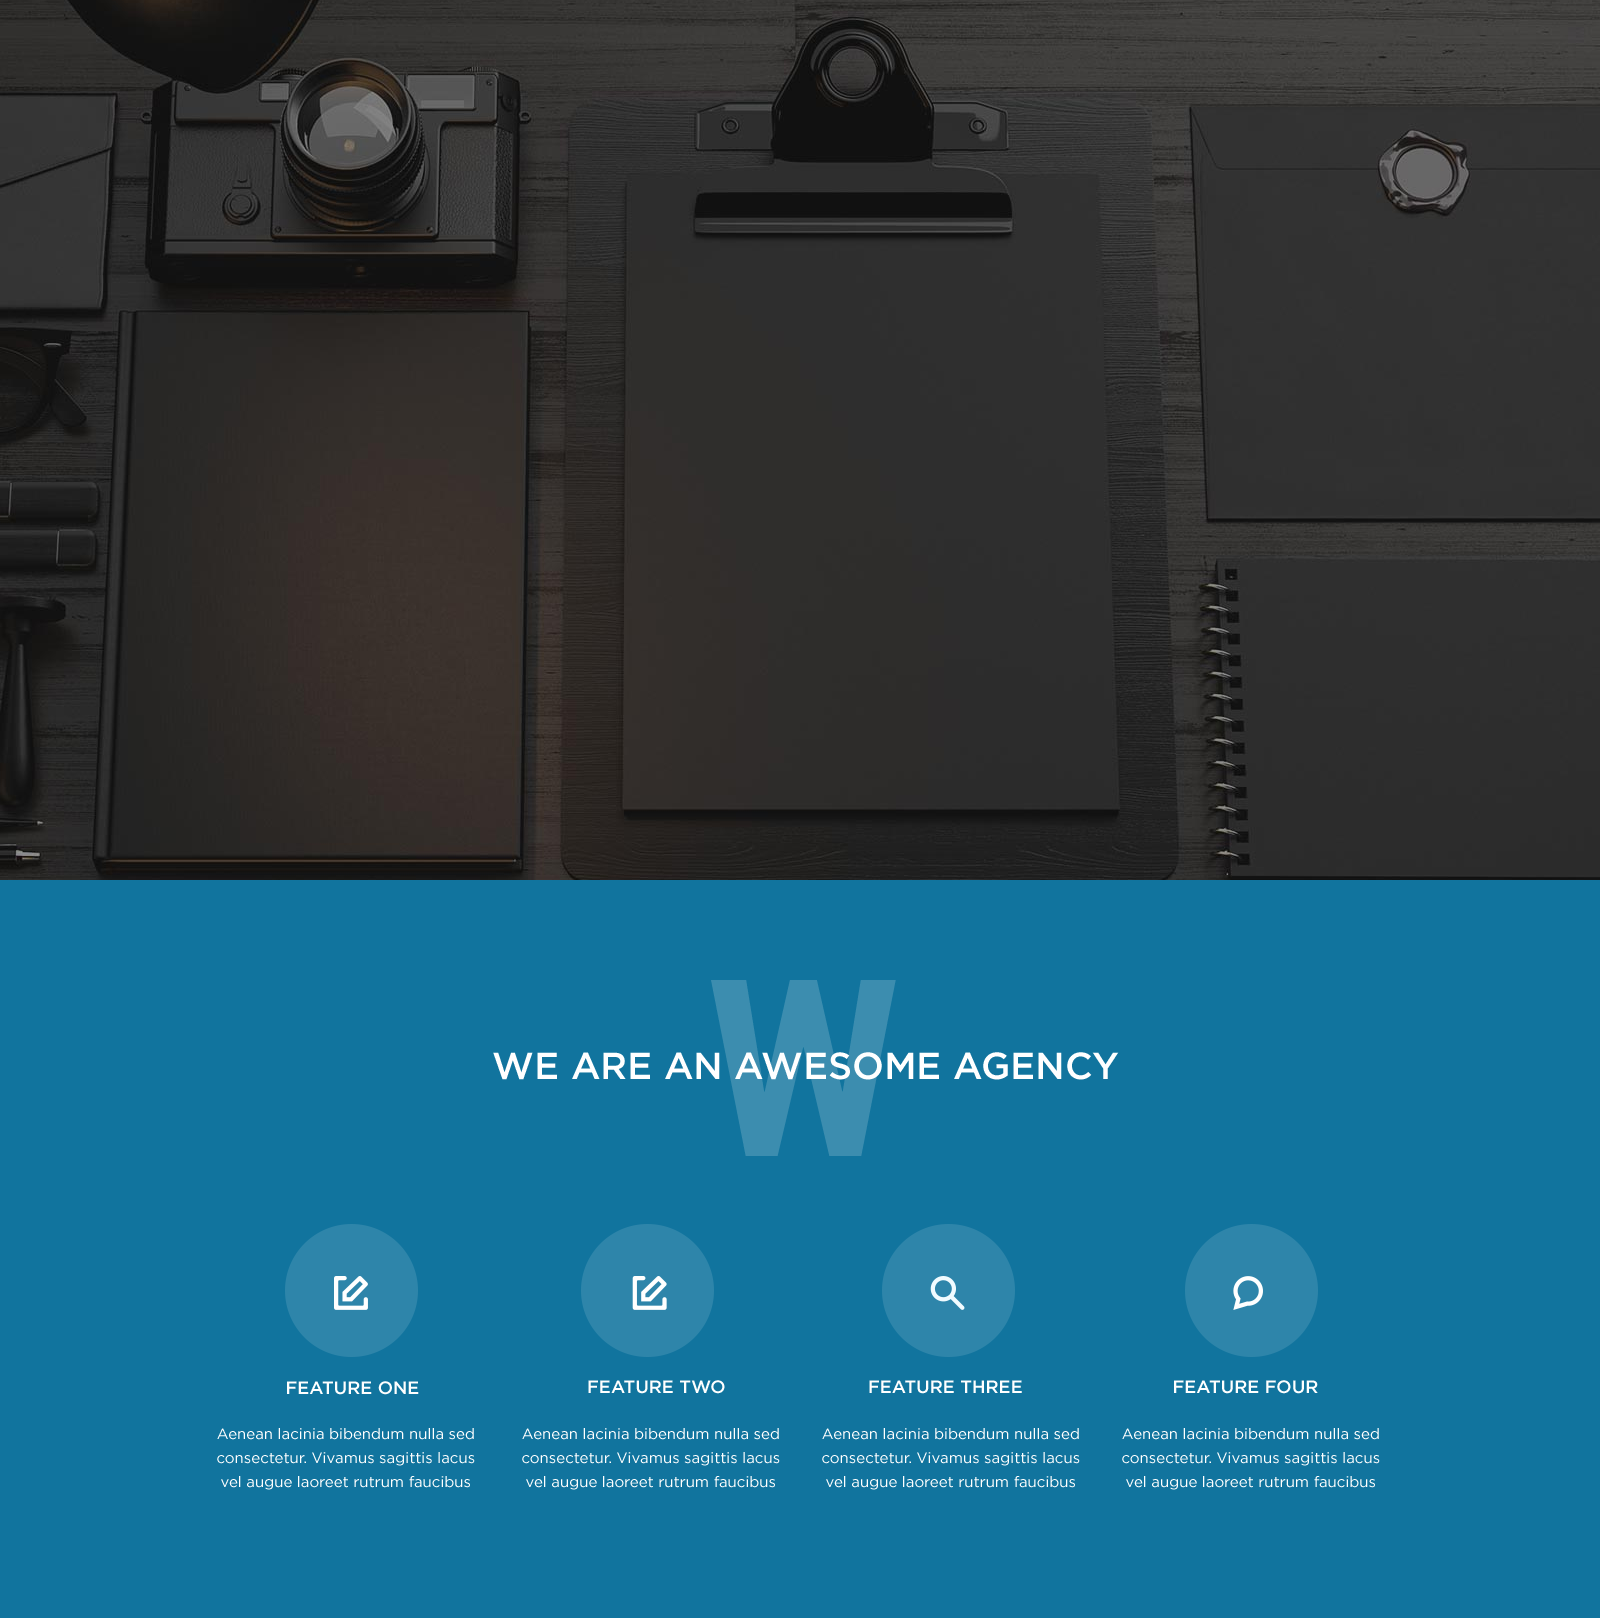 W
WE ARE AN AWESOME AGENCY
FEATURE ONE
Aenean lacinia bibendum nulla sed
consectetur. Vivamus sagittis lacus
vel augue laoreet rutrum faucibus
FEATURE TWO
Aenean lacinia bibendum nulla sed
consectetur. Vivamus sagittis lacus
vel augue laoreet rutrum faucibus
FEATURE THREE
Aenean lacinia bibendum nulla sed
consectetur. Vivamus sagittis lacus
vel augue laoreet rutrum faucibus
FEATURE FOUR
Aenean lacinia bibendum nulla sed
consectetur. Vivamus sagittis lacus
vel augue laoreet rutrum faucibus